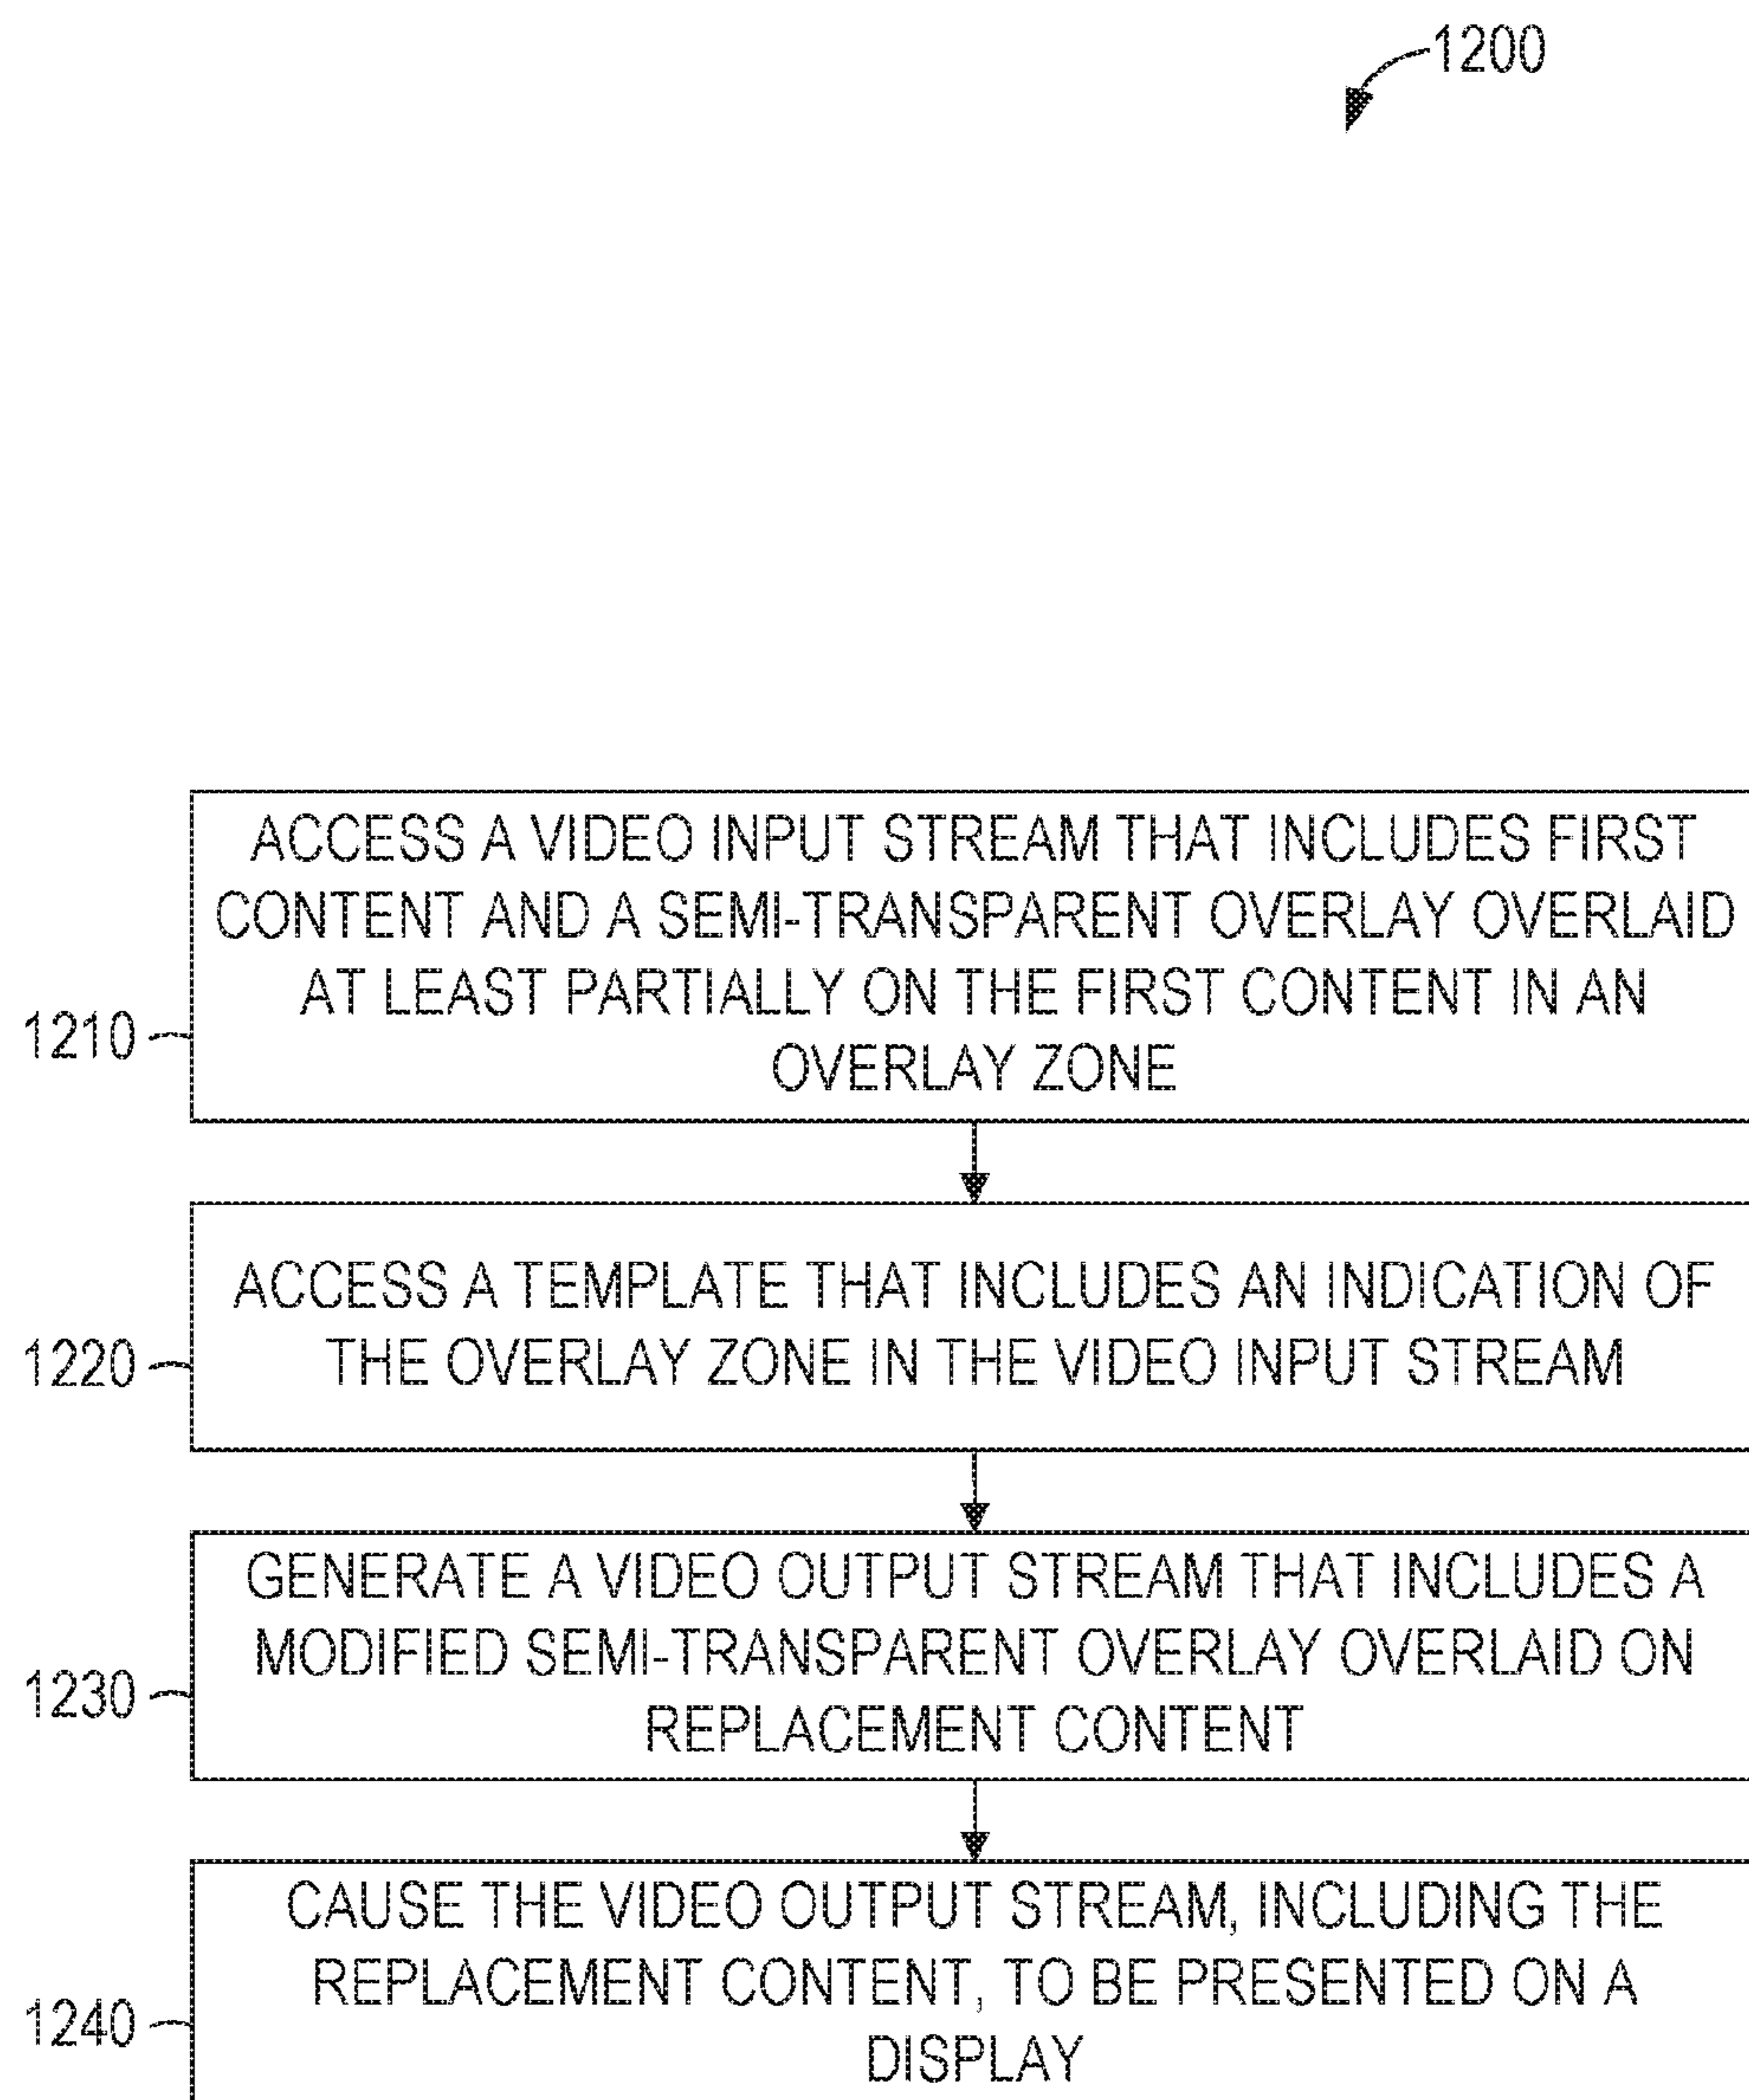 1200
ACCESS A VIDEO INPUT STREAM THAT INCLUDES FIRST
CONTENT AND A SEMI-TRANSPARENT OVERLAY OVERLAID
AT LEAST PARTIALLY ON THE FIRST CONTENT IN AN
OVERLAY ZONE
1210
ACCESS A TEMPLATE THAT INCLUDES AN INDICATION OF
THE OVERLAY ZONE IN THE VIDEO INPUT STREAM
1220
GENERATE A VIDEO OUTPUT STREAM THAT INCLUDES A
MODIFIED SEMI-TRANSPARENT OVERLAY OVERLAID ON
REPLACEMENT CONTENT
1230
CAUSE THE VIDEO OUTPUT STREAM, INCLUDING THE
REPLACEMENT CONTENT, TO BE PRESENTED ON A
DISPLAY
1240